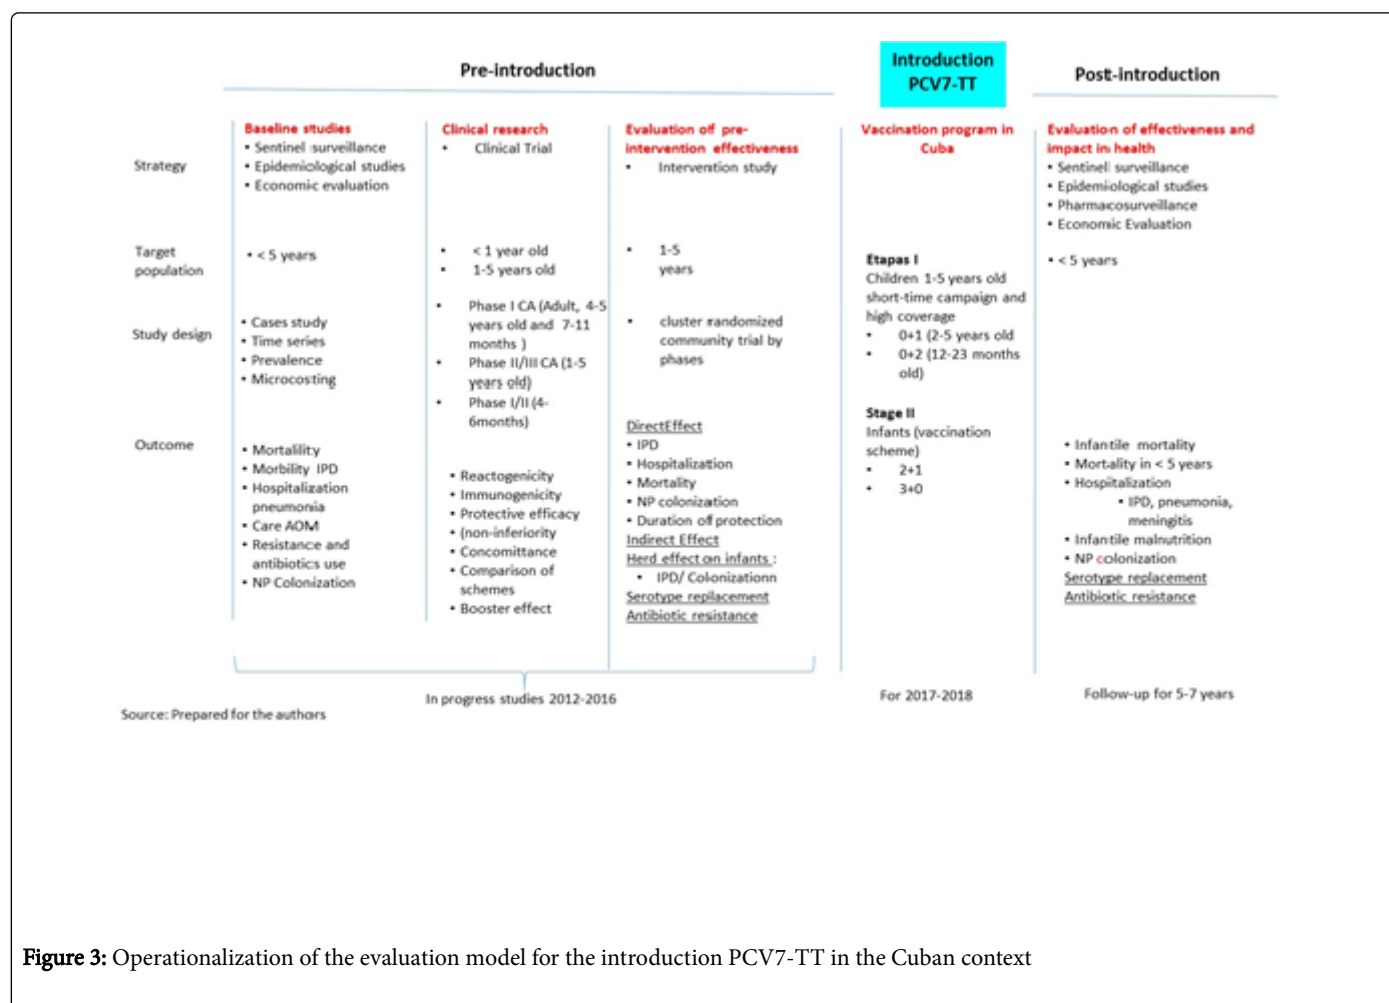 Pre-introduction
Introduction
PCV7-TT
Post-introduction
Strategy
Target
population
Study design
Outcome
Baseline studies
• Sentinel surveillance
• Epidemiological studies
• Economic evaluation
• < 5 years
• Cases study
• Time series
• Prevalence
• Microcosting
• Mortalility
• Morbility IPD
• Hospitalization
pneumonia
• Care AOM
• Resistance and
antibiotics use
• NP Colonization
Clinical research
• Clinical Trial
• < 1 year old
• 1-5 years old
• Phase I CA (Adult, 4-5
years old and 7-11
months )
• Phase II/III CA (1-5
years old)
• Phase I/II (4-
6months)
• Reactogenicity
• Immunogenicity
• Protective efficacy
• (non-inferiority
• Concomittance
• Comparison of
schemes
• Booster effect
Evaluation of pre-
intervention effectiveness
• Intervention study
• 1-5
years
• cluster randomized
community trial by
phases
DirectEffect
• IPD
• Hospitalization
• Mortality
• NP colonization
• Duration of protection
Indirect Effect
Herd effect on infants :
• IPD/ Colonizationn
Serotype replacement
Antibiotic resistance
Vaccination program in
Cuba
Etapas I
Children 1-5 years old
short-time campaign and
high coverage
• 0+1 (2-5 years old
• 0+2 (12-23 months
old)
Stage II
Infants (vaccination
scheme)
• 2+1
• 3+0
Evaluation of effectiveness and
impact in health
• Sentinel surveillance
• Epidemiological studies
• Pharmacosurveillance
• Economic Evaluation
• < 5 years
• Infantile mortality
• Mortality in < 5 years
• Hospitilization
• IPD, pneumonia,
meningitis
• Infantile malnutrition
• NP colonization
Serotype replacement
Antibiotic resistance
In progress studies 2012-2016
For 2017-2018
Follow-up for 5-7 years
Source: Prepared for the authors
Figure 3: Operationalization of the evaluation model for the introduction PCV7-TT in the Cuban context